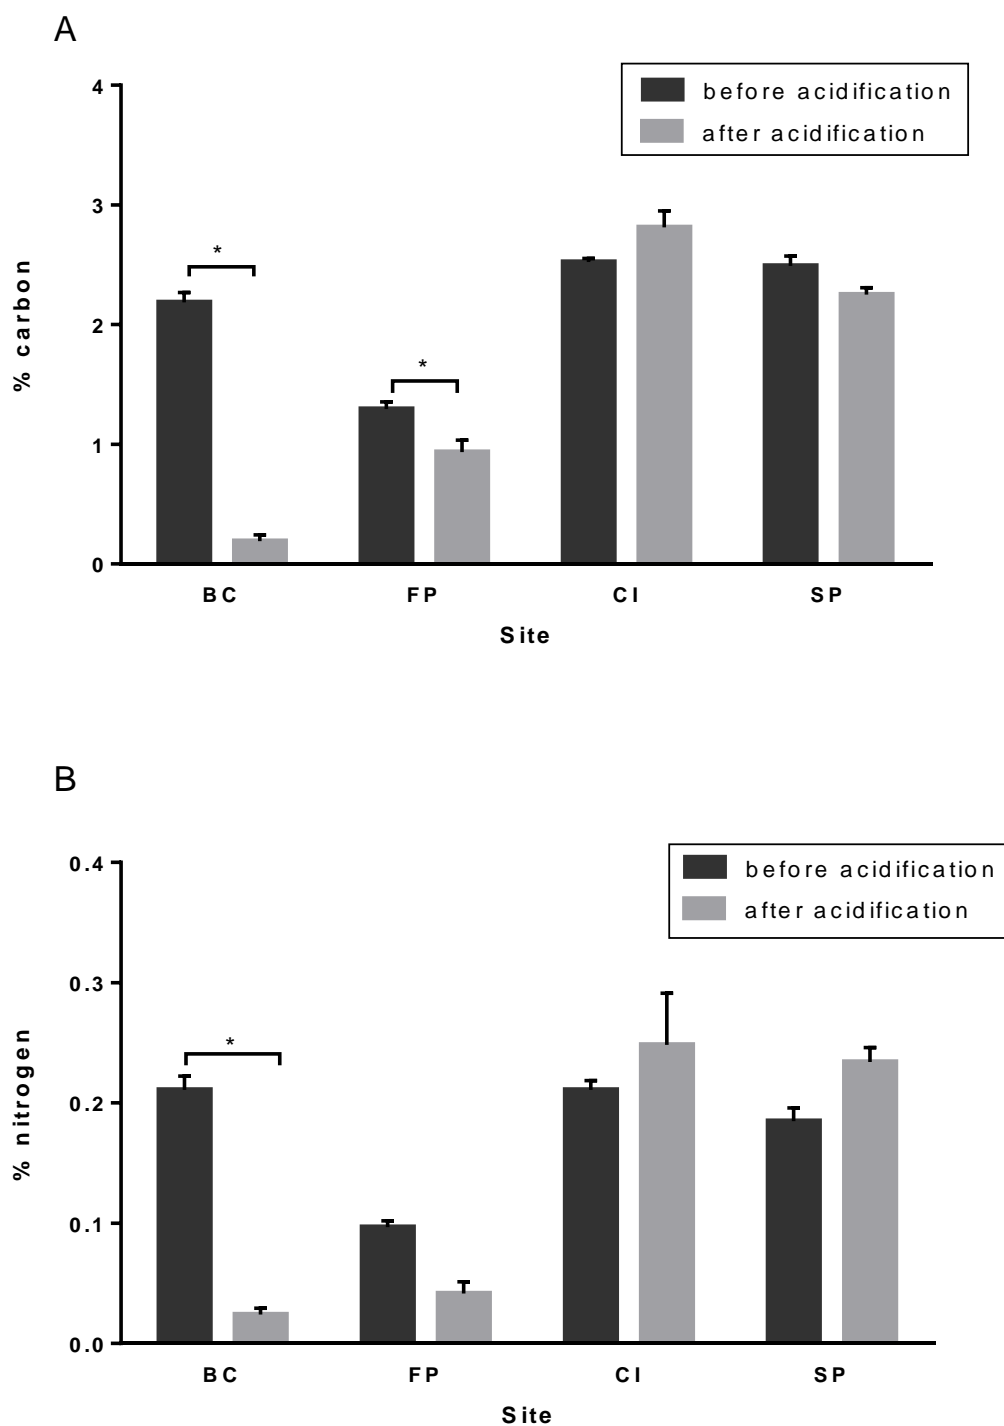 A
before acidification
after acidification
4
3
2
1
0
% carbon
*
*
BC FP CI SP
Site
B
before acidification
after acidification
0.4
0.3
0.2
0.1
0.0
% nitrogen
*
BC FP CI SP
Site